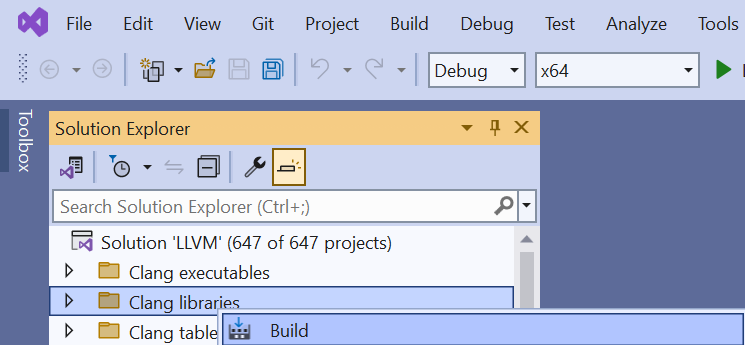 File Edit View Git Project Build Debug Test Analyze Tools
Debug x64
Toolbox
Solution Explorer
Search Solution Explorer (Ctrl+;)
Solution 'LLVM' (647 of 647 projects)
Clang executables
Clang libraries
Clang table
Build